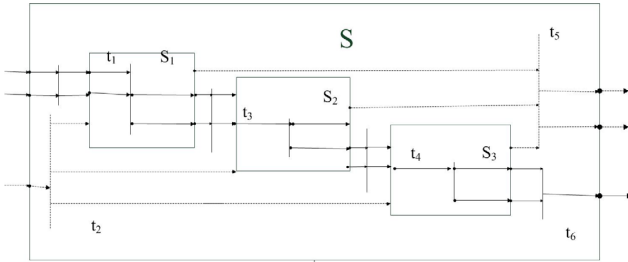 S
t₅
t₁
S₁
S₂
t₃
t₄
S₃
t₂
t₆